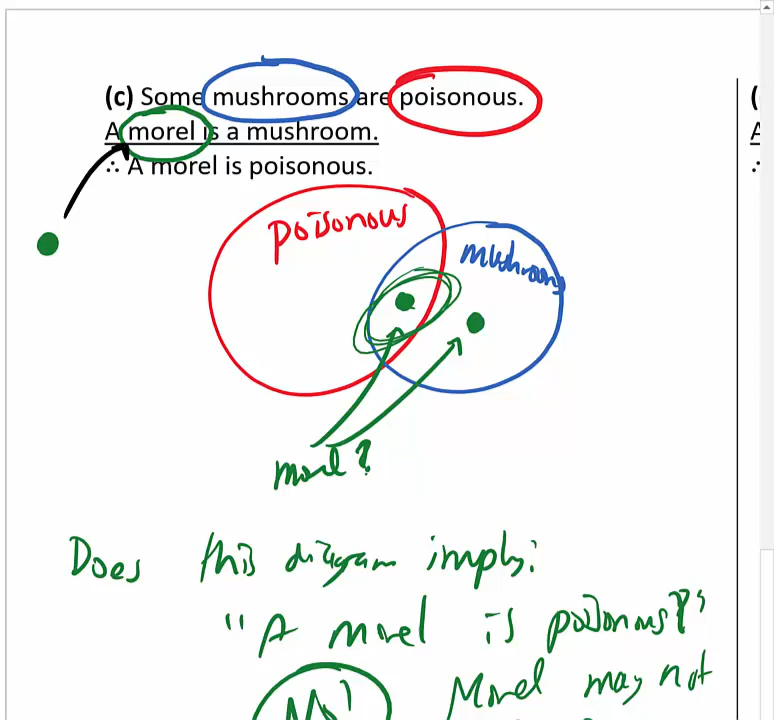 (c) Some mushrooms are poisonous.
A morel is a mushroom.
∴ A morel is poisonous.
poisonous
mushrooms
morel?
Does this diagram imply:
"A morel is poisonous?"
No! Morel may not
(
A
∴